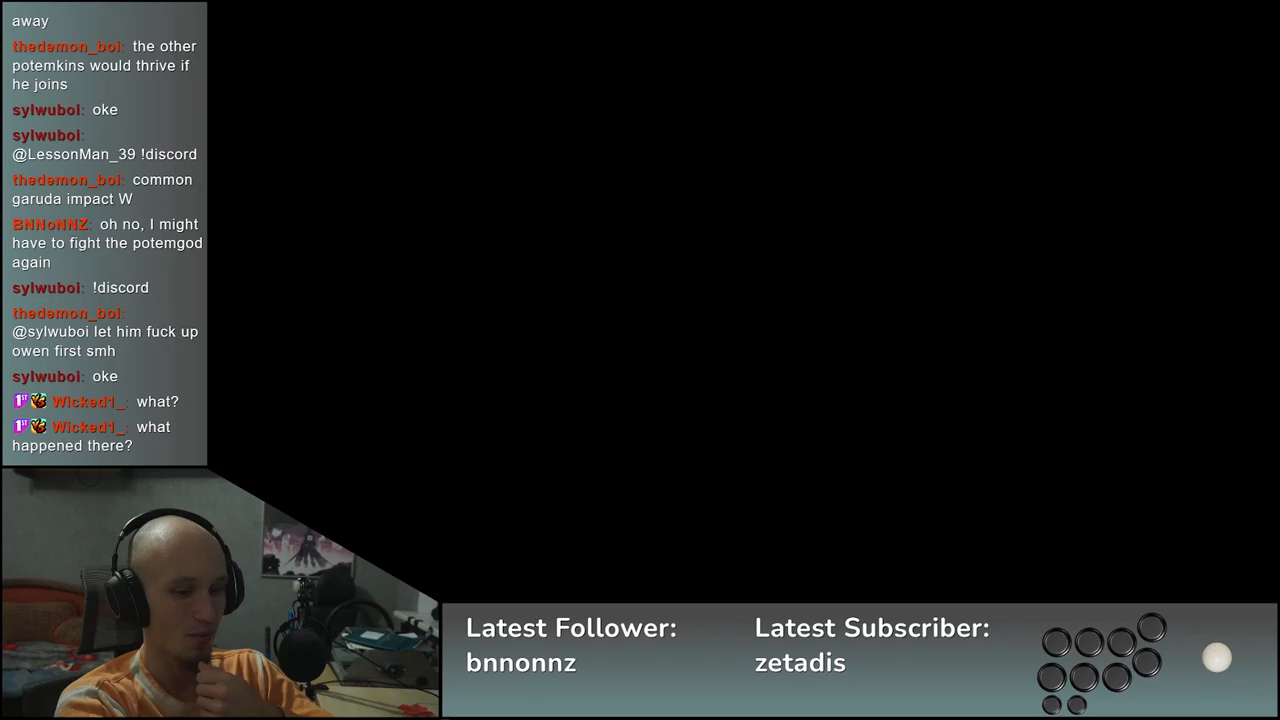 away
thedemon_boi: the other
potemkins would thrive if
he joins
sylwuboi: oke
sylwuboi:
@LessonMan_39 !discord
thedemon_boi: common
garuda impact W
BNNoNNZ: oh no, I might
have to fight the potemgod
again
sylwuboi: !discord
thedemon_boi:
@sylwuboi let him fuck up
owen first smh
sylwuboi: oke
1ST Wicked1_: what?
1ST Wicked1_: what
happened there?
Latest Follower:
bnnonnz
Latest Subscriber:
zetadis